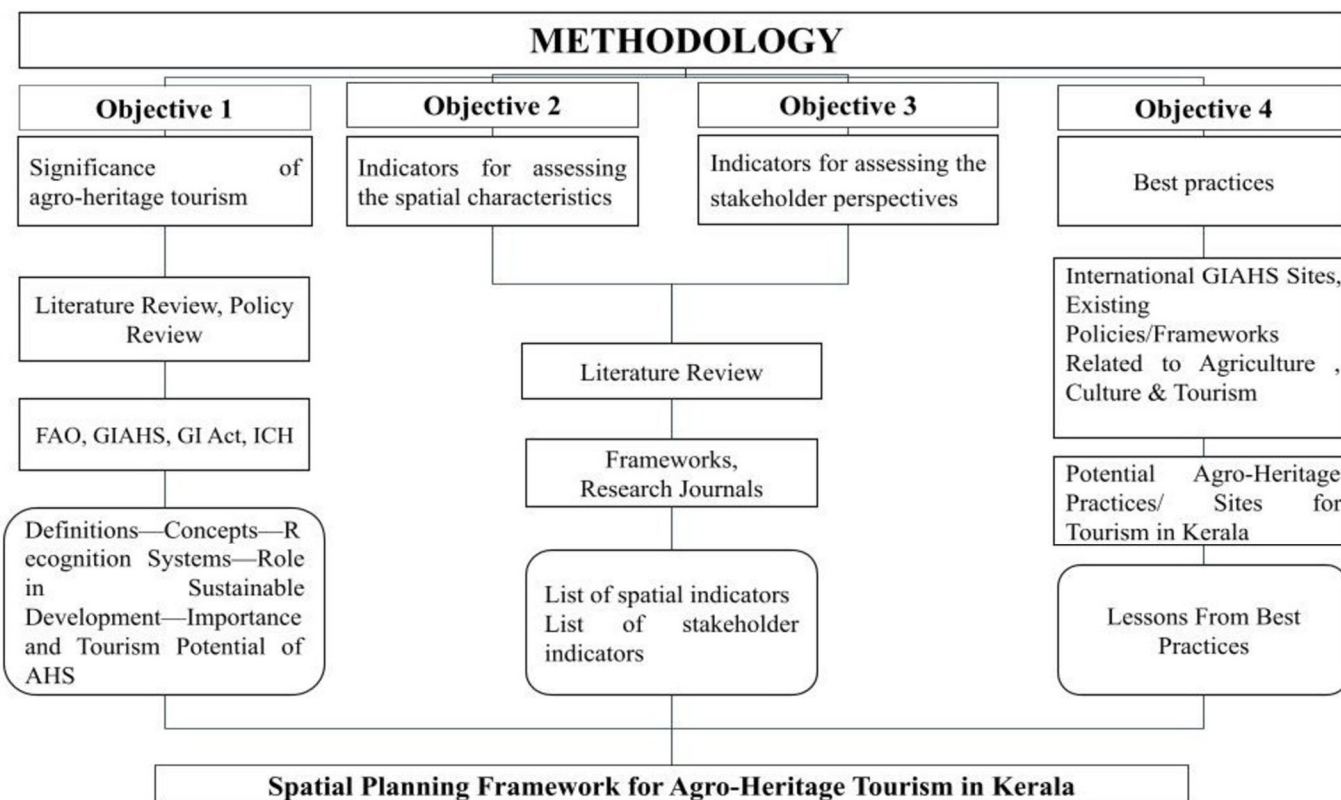 METHODOLOGY
Objective 1
Significance of
agro-heritage tourism
Literature Review, Policy
Review
FAO, GIAHS, GI Act, ICH
Definitions—Concepts—R
ecognition Systems—Role
in Sustainable
Development—Importance
and Tourism Potential of
AHS
Objective 2
Indicators for assessing
the spatial characteristics
Objective 3
Indicators for assessing the
stakeholder perspectives
Literature Review
Frameworks,
Research Journals
List of spatial indicators
List of stakeholder
indicators
Objective 4
Best practices
International GIAHS Sites,
Existing
Policies/Frameworks
Related to Agriculture ,
Culture & Tourism
Potential Agro-Heritage
Practices/ Sites for
Tourism in Kerala
Lessons From Best
Practices
Spatial Planning Framework for Agro-Heritage Tourism in Kerala